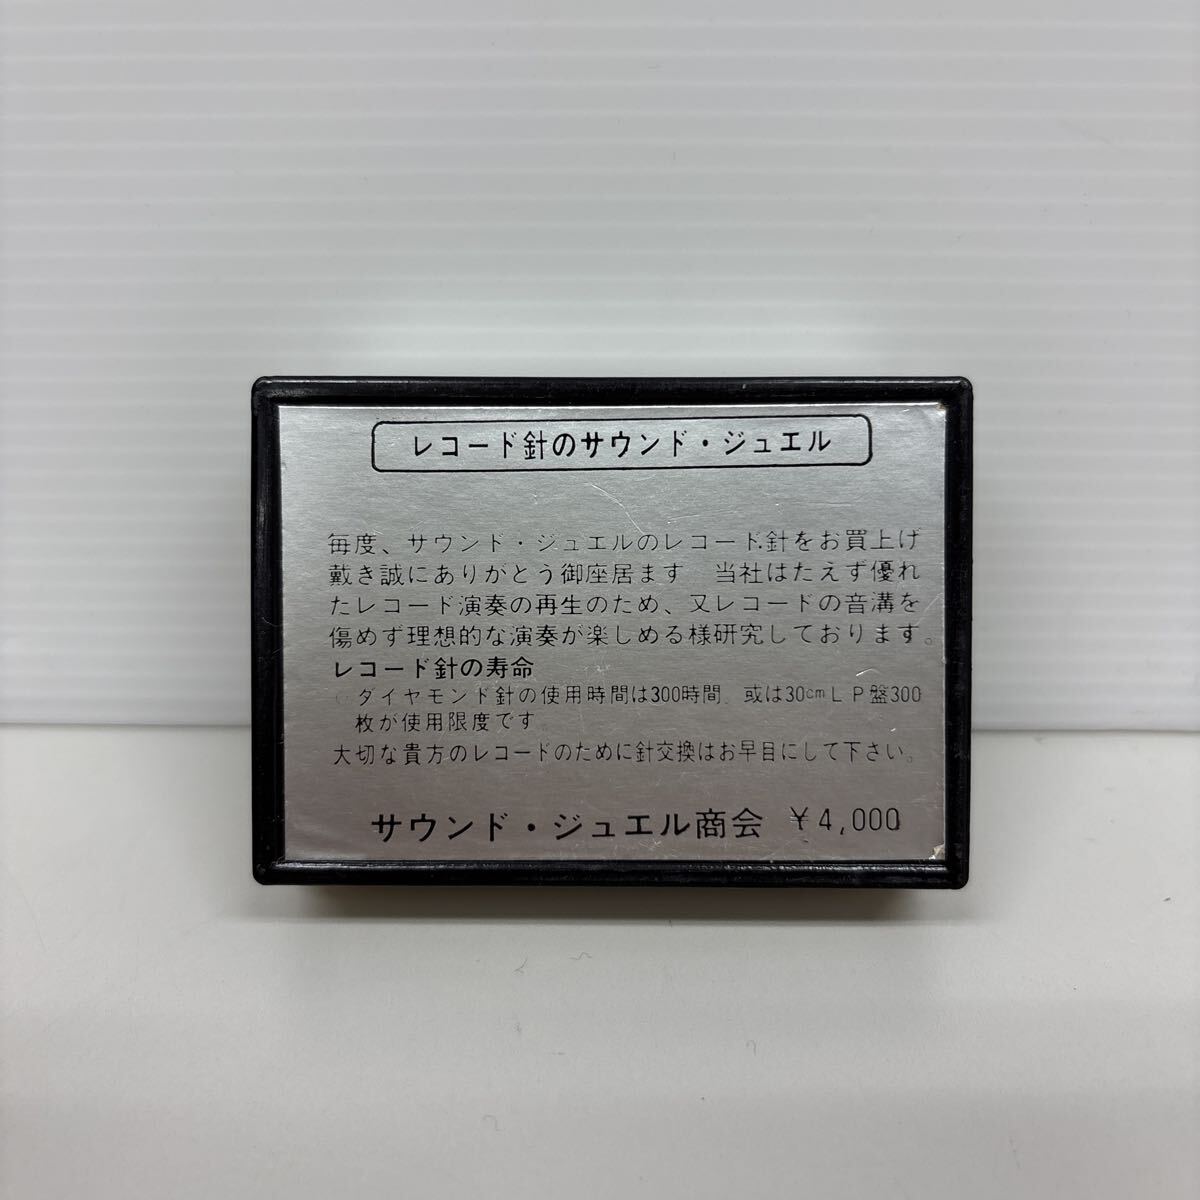 レコード針のサウンド・ジュエル
毎度、サウンド・ジュエルのレコード針をお買上げ
戴き誠にありがとう御座居ます　当社はたえず優れ
たレコード演奏の再生のため、又レコードの音溝を
傷めず理想的な演奏が楽しめる様研究しております。
レコード針の寿命
ダイヤモンド針の使用時間は300時間　或は30cmＬＰ盤300
枚が使用限度です
大切な貴方のレコードのために針交換はお早目にして下さい。
サウンド・ジュエル商会　¥4,000